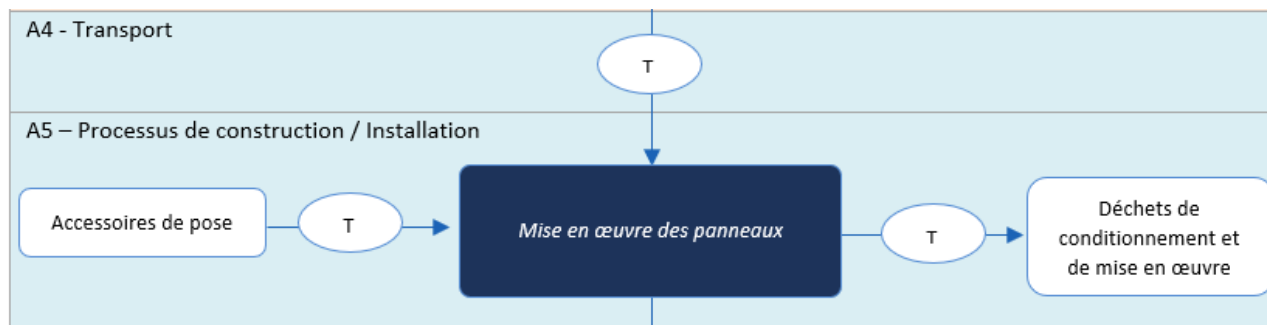 A4 - Transport
T
A5 – Processus de construction / Installation
Accessoires de pose
T
Mise en œuvre des panneaux
T
Déchets de
conditionnement et
de mise en œuvre